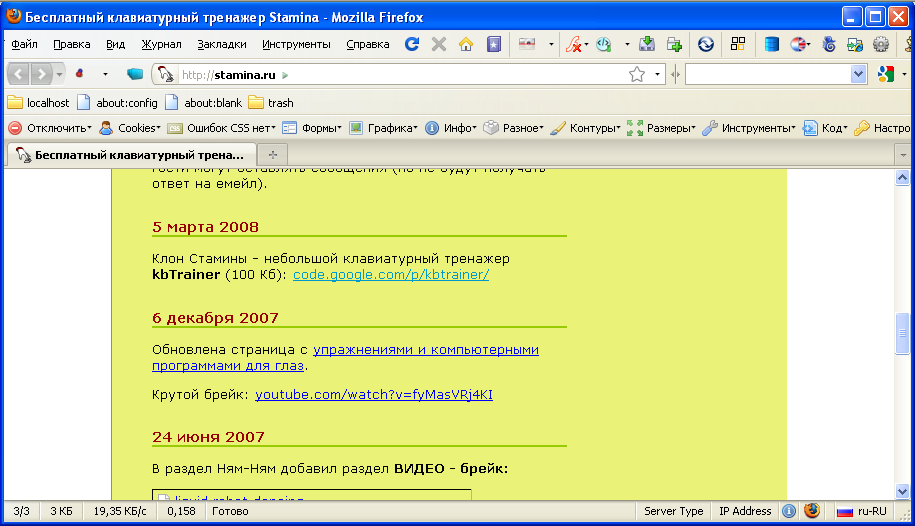 Бесплатный клавиатурный тренажер Stamina - Mozilla Firefox
Файл Правка Вид Журнал Закладки Инструменты Справка
http://stamina.ru
localhost about:config about:blank trash
Отключить Cookies Ошибок CSS нет Формы Графика Инфо Разное Контуры Размеры Инструменты Код Настро
Бесплатный клавиатурный трена...
гости могут оставлять сообщения (но не будут получать
ответ на емейл).
5 марта 2008
Клон Стамины - небольшой клавиатурный тренажер
kbTrainer (100 Кб): code.google.com/p/kbtrainer/
6 декабря 2007
Обновлена страница с упражнениями и компьютерными
программами для глаз.
Крутой брейк: youtube.com/watch?v=fyMasVRj4KI
24 июня 2007
В раздел Ням-Ням добавил раздел ВИДЕО - брейк:
liquid robot dancing
3/3 3 КБ 19,35 КБ/с 0,158 Готово Server Type IP Address ru-RU